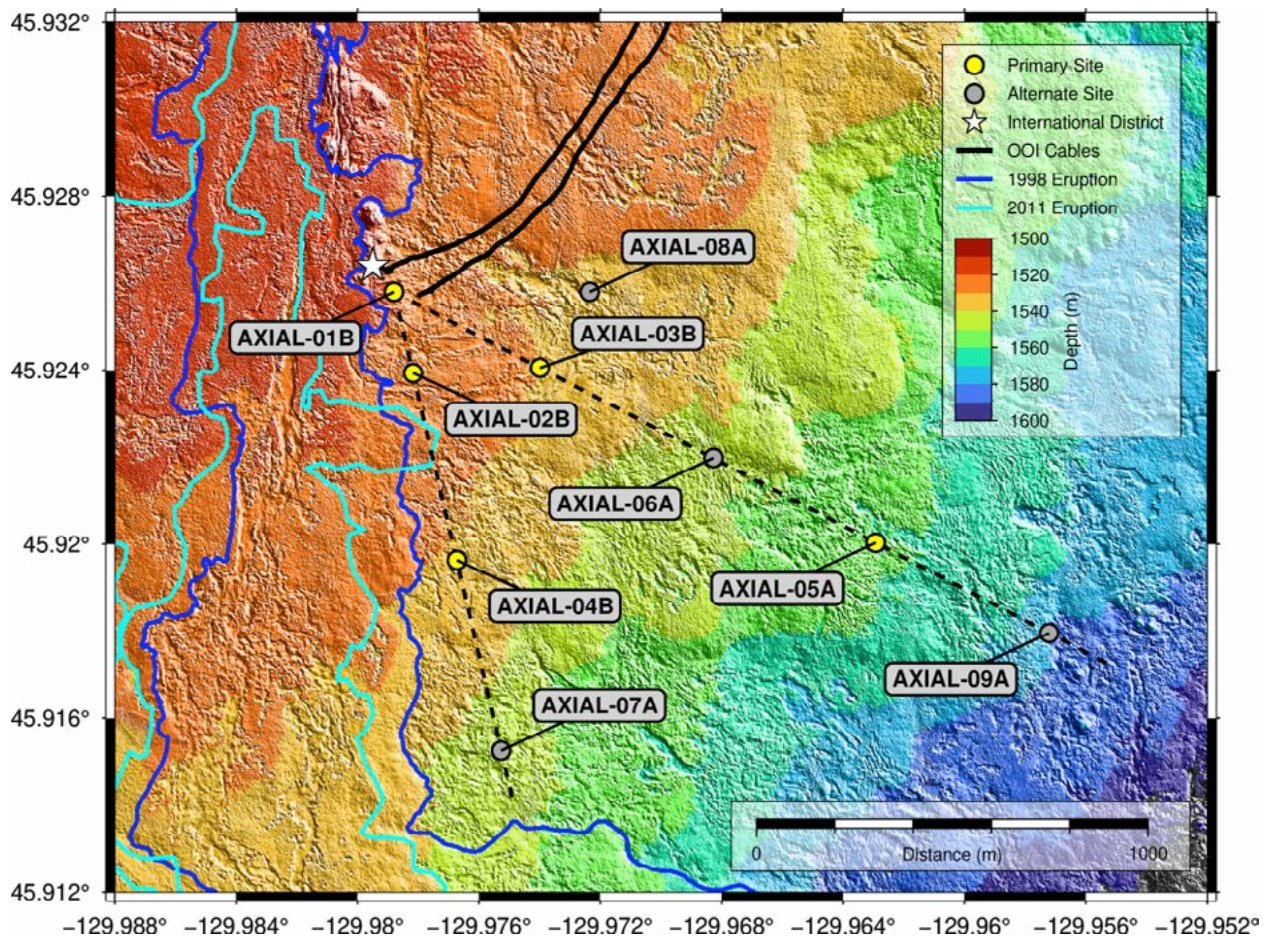 45.932°
45.928°
45.924°
45.92°
45.916°
45.912°
−129.988°
−129.984°
−129.98°
−129.976°
−129.972°
−129.968°
−129.964°
−129.96°
−129.956°
−129.952°
Primary Site
Alternate Site
International District
OOI Cables
1998 Eruption
2011 Eruption
1500
1520
1540
1560
1580
1600
Depth (m)
AXIAL-08A
AXIAL-01B
AXIAL-03B
AXIAL-02B
AXIAL-06A
AXIAL-05A
AXIAL-04B
AXIAL-09A
AXIAL-07A
0
Distance (m)
1000